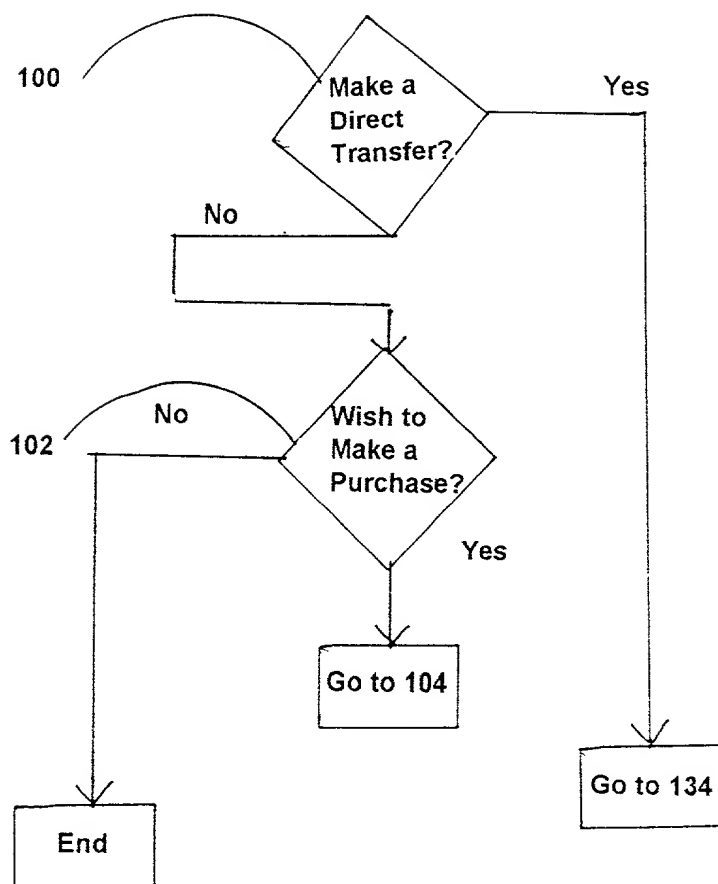 100
Make a
Direct
Transfer?
Yes
No
102
No
Wish to
Make a
Purchase?
Yes
Go to 104
Go to 134
End